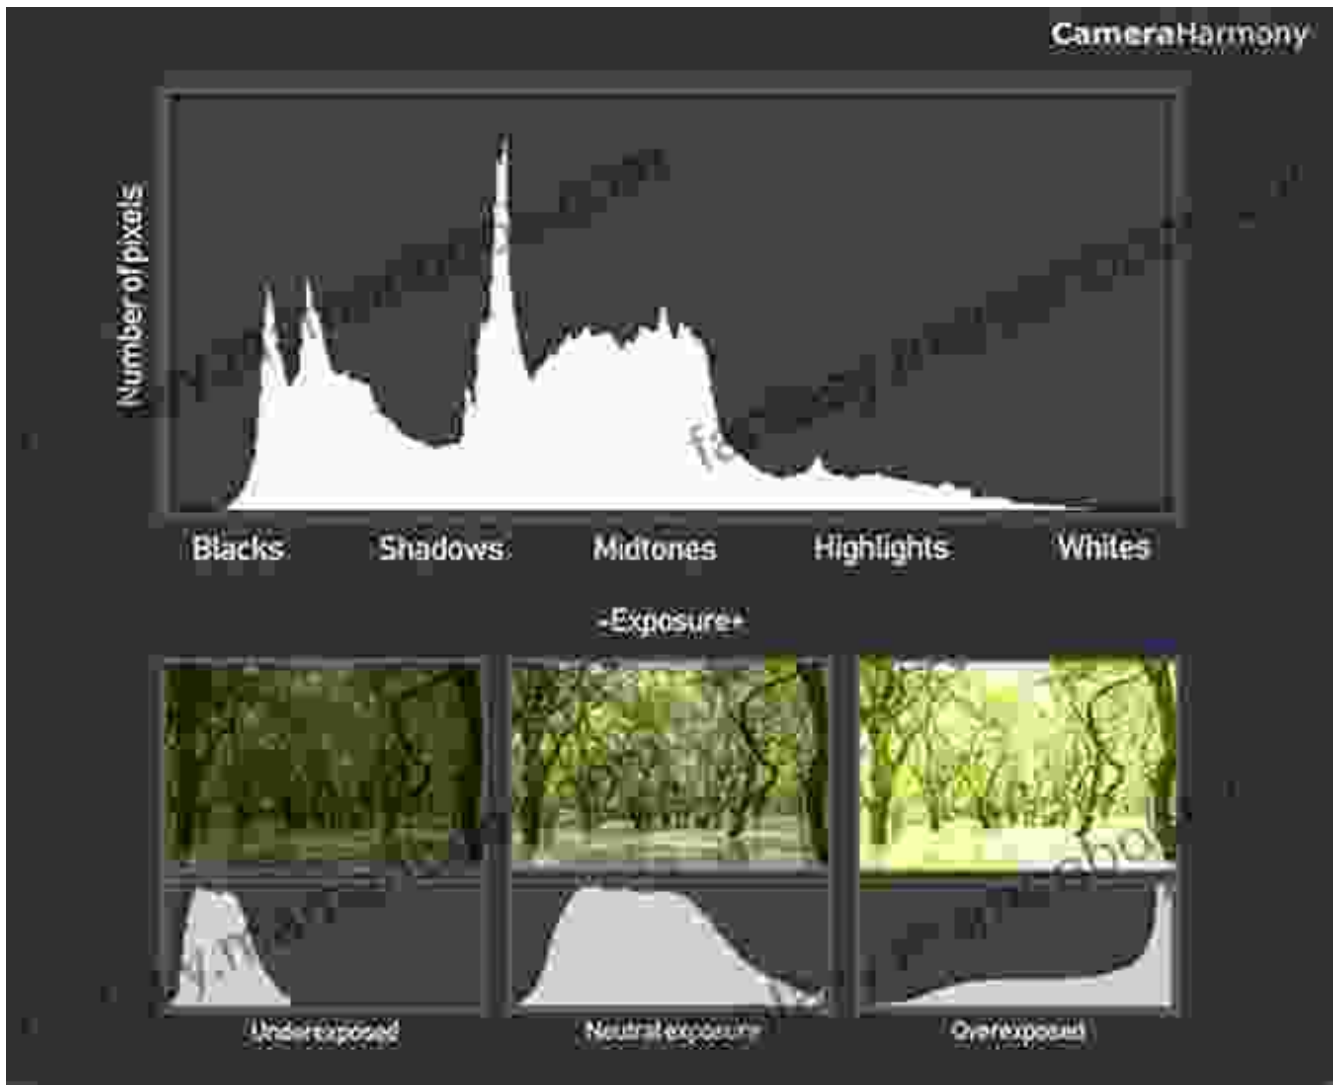 CameraHarmony
Number of pixels
Blacks Shadows Midtones Highlights Whites
-Exposure+
Underexposed Neutral exposure Overexposed